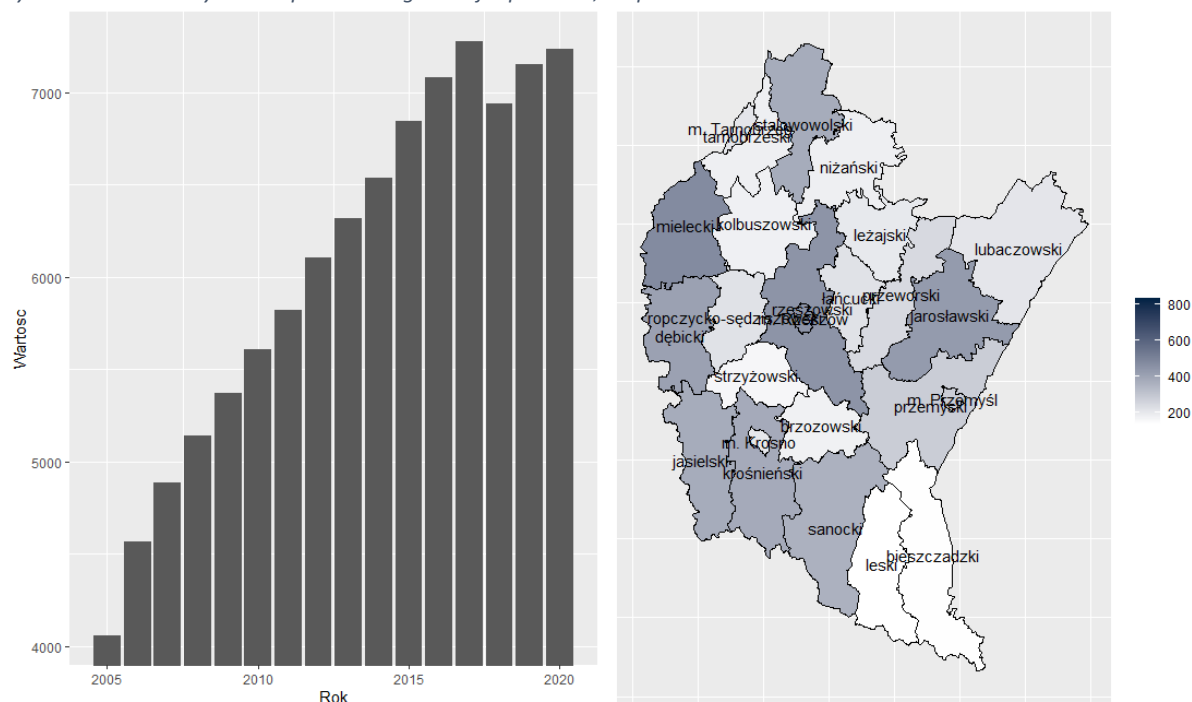 7000
6000
5000
4000
Wartosc
2005
2010
2015
2020
Rok
stalowowolski
m. Tarnobrzeg
tarnobrzeski
niżański
mielecki
kolbuszowski
leżajski
lubaczowski
łańcucki
przeworski
rzeszowski
m. Rzeszów
jarosławski
ropczycko-sędziszowski
dębicki
strzyżowski
m. Przemyśl
przemyski
brzozowski
m. Krosno
jasielski
krośnieński
sanocki
bieszczadzki
leski
800
600
400
200